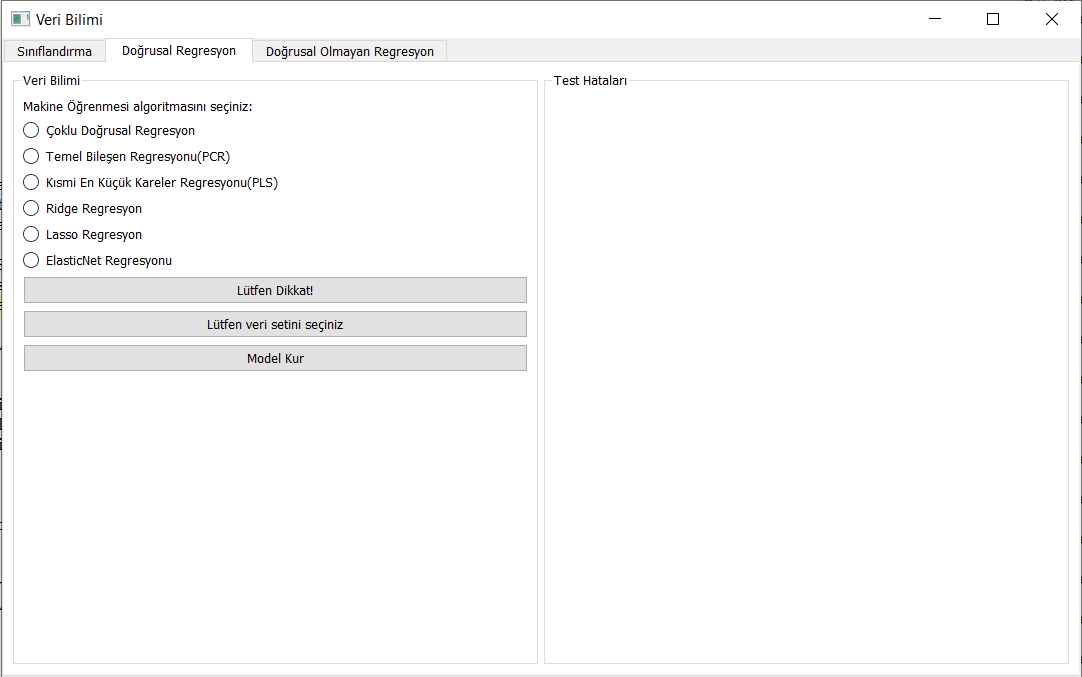 Veri Bilimi
Sınıflandırma
Doğrusal Regresyon
Doğrusal Olmayan Regresyon
Veri Bilimi
Makine Öğrenmesi algoritmasını seçiniz:
Çoklu Doğrusal Regresyon
Temel Bileşen Regresyonu(PCR)
Kısmi En Küçük Kareler Regresyonu(PLS)
Ridge Regresyon
Lasso Regresyon
ElasticNet Regresyonu
Lütfen Dikkat!
Lütfen veri setini seçiniz
Model Kur
Test Hataları